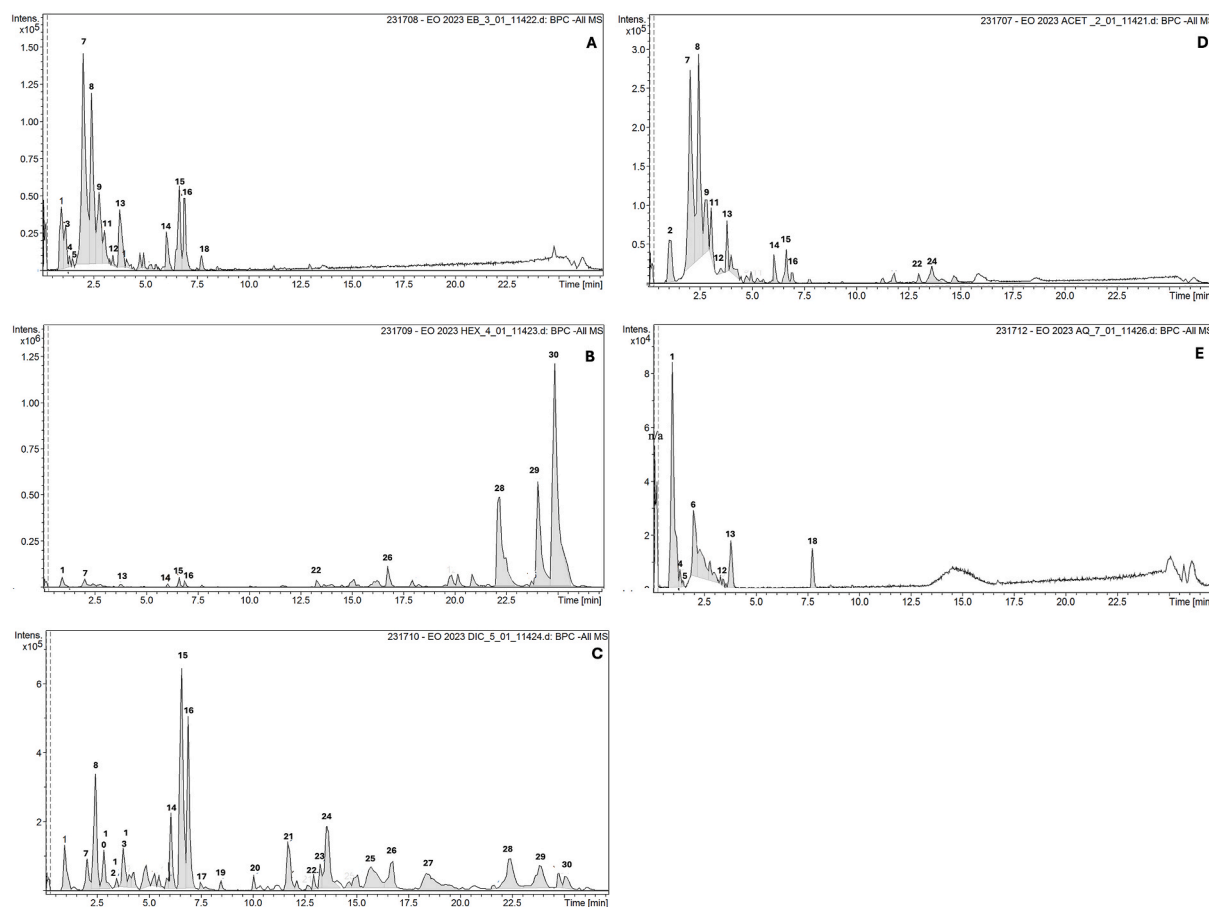 231708 - EO 2023 EB_3_01_11422.d: BPC -All MS
Intens.
x10⁵
A
7
1.50
1.25
8
1.00
0.75
15
9
16
0.50
1
13
3
11
14
0.25
4
5
12
18
2.5 5.0 7.5 10.0 12.5 15.0 17.5 20.0 22.5 Time [min]
231707 - EO 2023 ACET _2_01_11421.d: BPC -All MS
Intens.
x10⁵
D
3.0
8
7
2.5
2.0
1.5
9
11
1.0
13
2
15
0.5
14
12
16
22 24
0.0
2.5 5.0 7.5 10.0 12.5 15.0 17.5 20.0 22.5 Time [min]
231709 - EO 2023 HEX_4_01_11423.d: BPC -All MS
Intens.
x10⁶
B
1.25
30
1.00
0.75
29
28
0.50
0.25
26
1 7 13 14 15 16 22
2.5 5.0 7.5 10.0 12.5 15.0 17.5 20.0 22.5 Time [min]
231712 - EO 2023 AQ_7_01_11426.d: BPC -All MS
Intens.
x10⁴
E
1
8
6
n/a
4
6
2
13
18
4
5
12
0
2.5 5.0 7.5 10.0 12.5 15.0 17.5 20.0 22.5 Time [min]
231710 - EO 2023 DIC_5_01_11424.d: BPC -All MS
Intens.
x10⁵
C
15
6
16
4
8
14
24
2
1
1
0
1
3
21
7
1
2
17 19 20
22
23
25 26 27 28 29 30
0
2.5 5.0 7.5 10.0 12.5 15.0 17.5 20.0 22.5 Time [min]